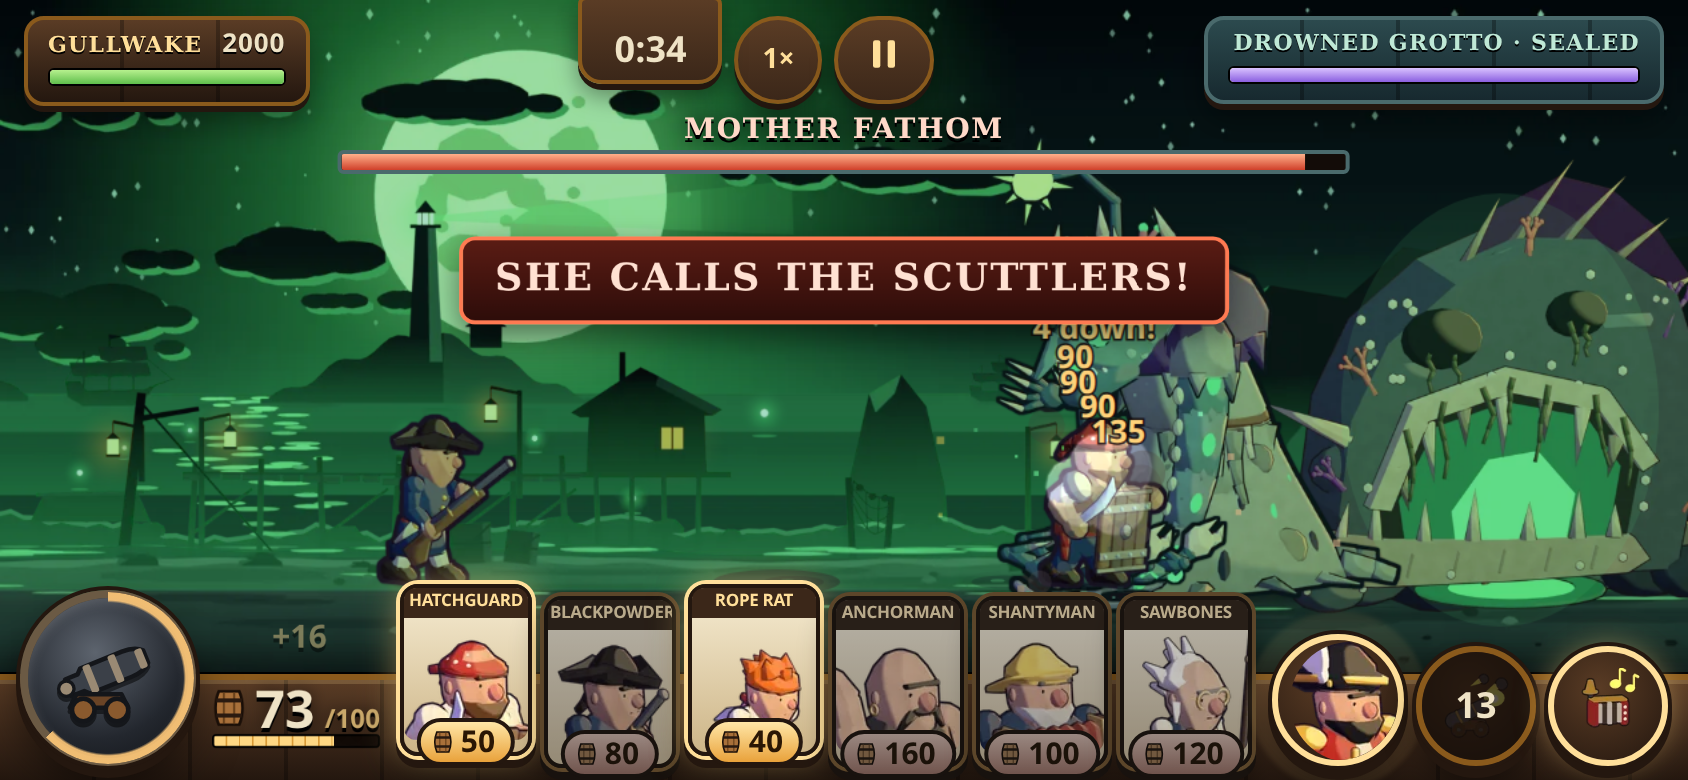 GULLWAKE 2000
0:34
1×
DROWNED GROTTO · SEALED
MOTHER FATHOM
SHE CALLS THE SCUTTLERS!
4 down!
90
90
90
135
+16
73 /100
HATCHGUARD
50
BLACKPOWDER
80
ROPE RAT
40
ANCHORMAN
160
SHANTYMAN
100
SAWBONES
120
13